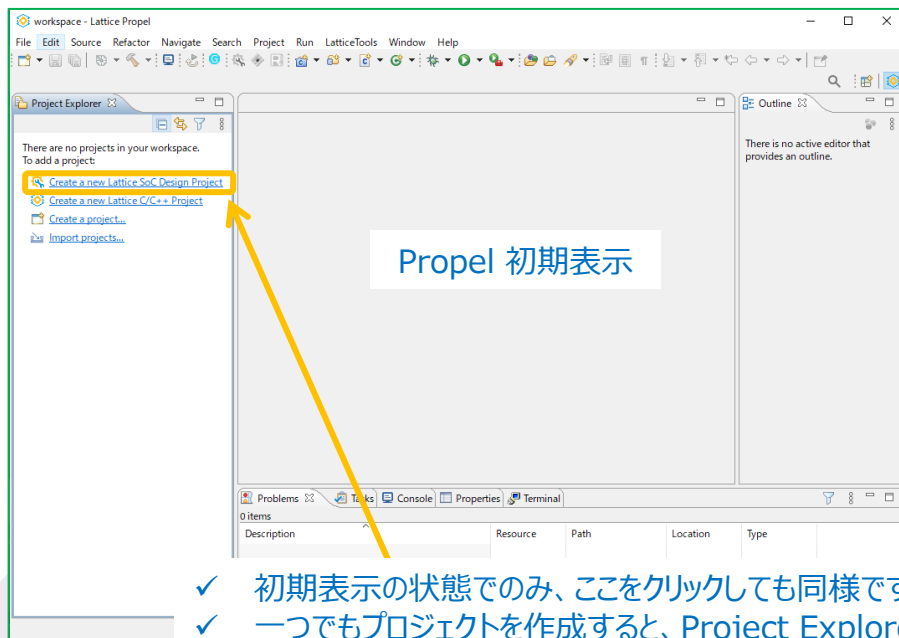 workspace - Lattice Propel
File Edit Source Refactor Navigate Search Project Run LatticeTools Window Help
Project Explorer
Outline
There are no projects in your workspace.
To add a project:
Create a new Lattice SoC Design Project
Create a new Lattice C/C++ Project
Create a project...
Import projects...
There is no active editor that
provides an outline.
Propel 初期表示
Problems Tasks Console Properties Terminal
0 items
Description Resource Path Location Type
✓ 初期表示の状態でのみ、ここをクリックしても同様です
✓ 一つでもプロジェクトを作成すると、Project Explore